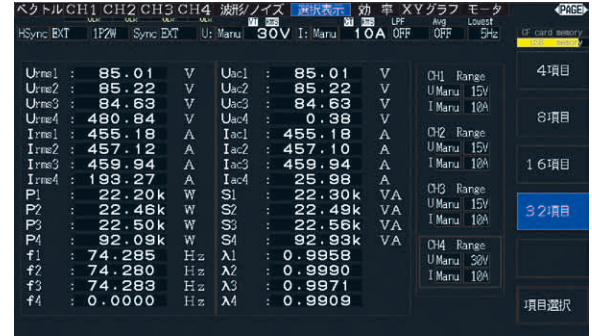 ベクトル CH1 CH2 CH3 CH4 波形/ノイズ 選択表示 効 率 XYグラフ モータ PAGE
HSync EXT 1P2W Sync EXT U: Manu 30V I: Manu 10A LPF OFF Avg OFF Lowest 5Hz
CF card memory
USB memory
Urms1 : 85.01 V Uac1 : 85.01 V
Urms2 : 85.22 V Uac2 : 85.22 V
Urms3 : 84.63 V Uac3 : 84.63 V
Urms4 : 480.84 V Uac4 : 0.38 V
Irms1 : 455.18 A Iac1 : 455.18 A
Irms2 : 457.12 A Iac2 : 457.10 A
Irms3 : 459.94 A Iac3 : 459.94 A
Irms4 : 193.27 A Iac4 : 25.98 A
P1 : 22.20k W S1 : 22.30k VA
P2 : 22.46k W S2 : 22.49k VA
P3 : 22.50k W S3 : 22.56k VA
P4 : 92.09k W S4 : 92.93k VA
f1 : 74.285 Hz λ1 : 0.9958
f2 : 74.280 Hz λ2 : 0.9990
f3 : 74.283 Hz λ3 : 0.9971
f4 : 0.0000 Hz λ4 : 0.9909
CH1 Range
U Manu 15V
I Manu 10A
CH2 Range
U Manu 15V
I Manu 10A
CH3 Range
U Manu 15V
I Manu 10A
CH4 Range
U Manu 30V
I Manu 10A
4項目
8項目
16項目
32項目
項目選択